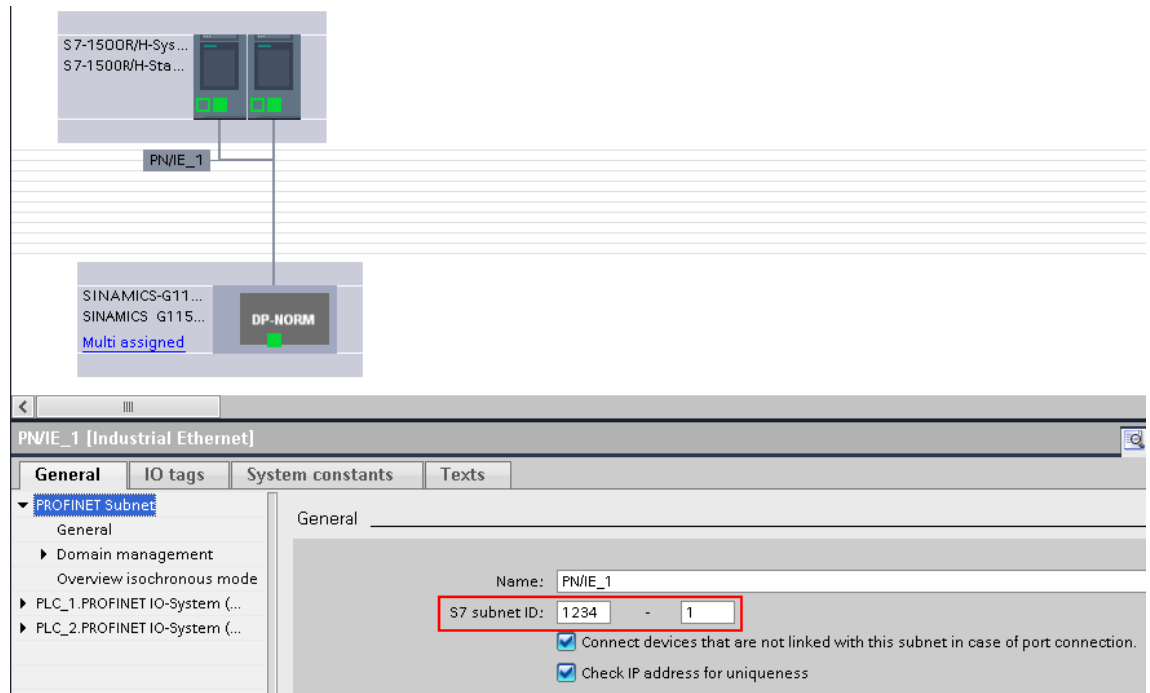 S7-1500R/H-Sys...
S7-1500R/H-Sta...
PN/IE_1
SINAMICS-G11...
SINAMICS G115...
DP-NORM
Multi assigned
PN/IE_1 [Industrial Ethernet]
General IO tags System constants Texts
PROFINET Subnet
General
Domain management
Overview isochronous mode
PLC_1.PROFINET IO-System (...
PLC_2.PROFINET IO-System (...
General
Name: PN/IE_1
S7 subnet ID: 1234 - 1
Connect devices that are not linked with this subnet in case of port connection.
Check IP address for uniqueness